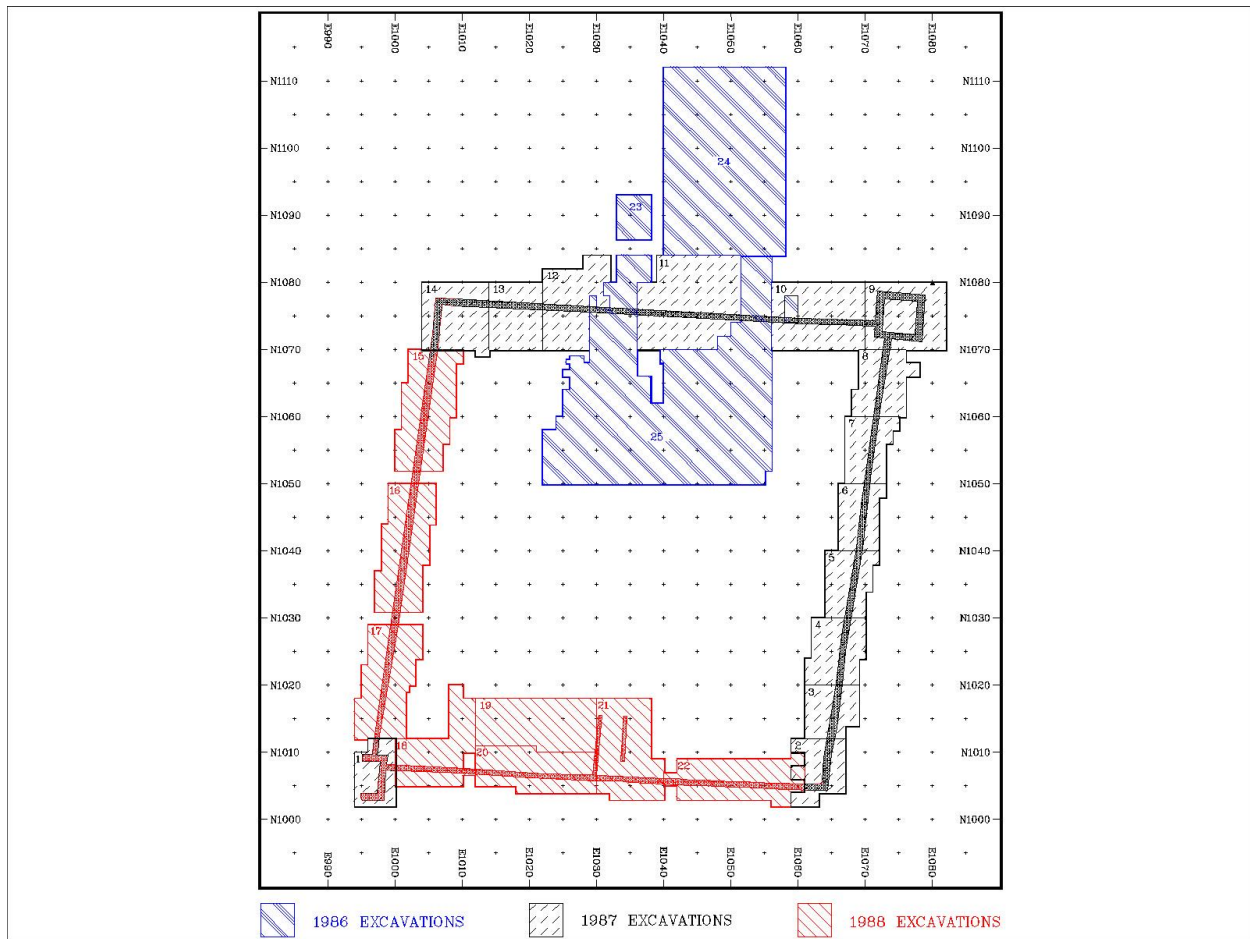 E990 E1000 E1010 E1020 E1030 E1040 E1050 E1060 E1070 E1080
N1110 N1110
N1100 24 N1100
N1090 23 N1090
11
12
N1080 14 13 10 9 N1080
N1070 15 8 N1070
N1060 7 N1060
25
N1050 16 6 N1050
N1040 5 N1040
N1030 17 4 N1030
N1020 3 N1020
19 21
N1010 1 18 20 2 N1010
22
N1000 N1000
E990 E1000 E1010 E1020 E1030 E1040 E1050 E1060 E1070 E1080
1986 EXCAVATIONS 1987 EXCAVATIONS 1988 EXCAVATIONS